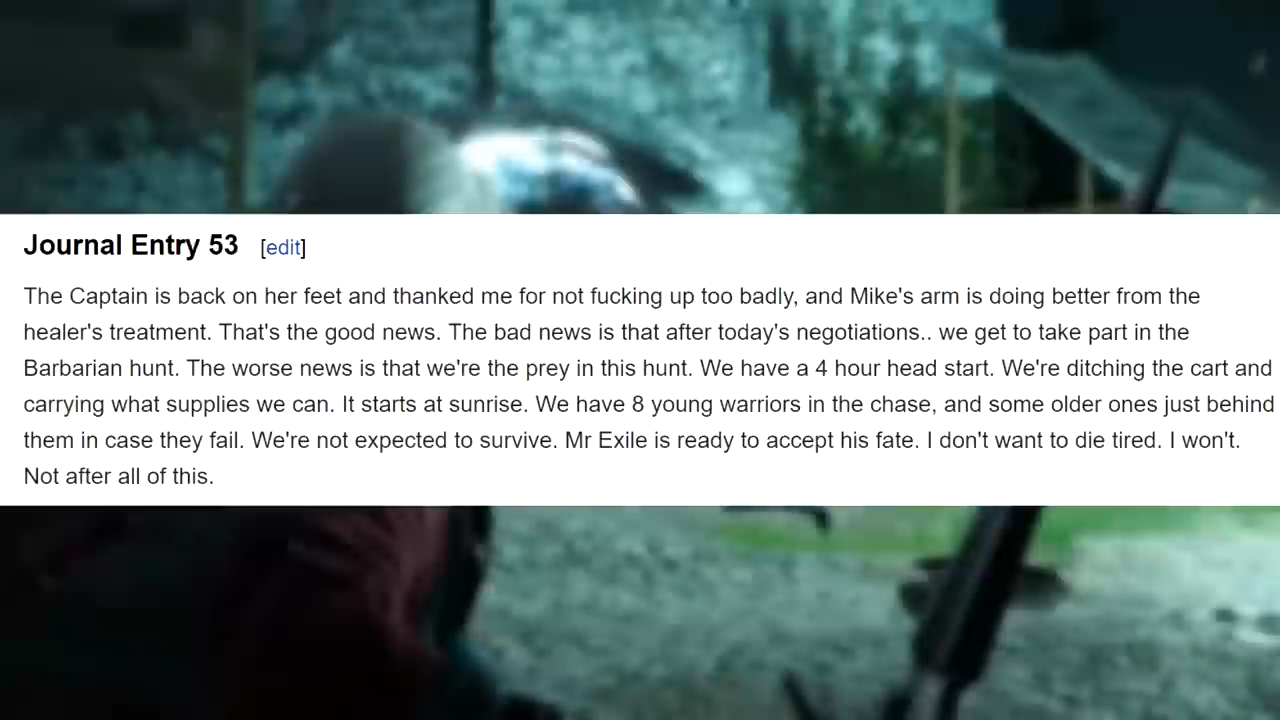 Journal Entry 53 [edit]
The Captain is back on her feet and thanked me for not fucking up too badly, and Mike's arm is doing better from the
healer's treatment. That's the good news. The bad news is that after today's negotiations.. we get to take part in the
Barbarian hunt. The worse news is that we're the prey in this hunt. We have a 4 hour head start. We're ditching the cart and
carrying what supplies we can. It starts at sunrise. We have 8 young warriors in the chase, and some older ones just behind
them in case they fail. We're not expected to survive. Mr Exile is ready to accept his fate. I don't want to die tired. I won't.
Not after all of this.